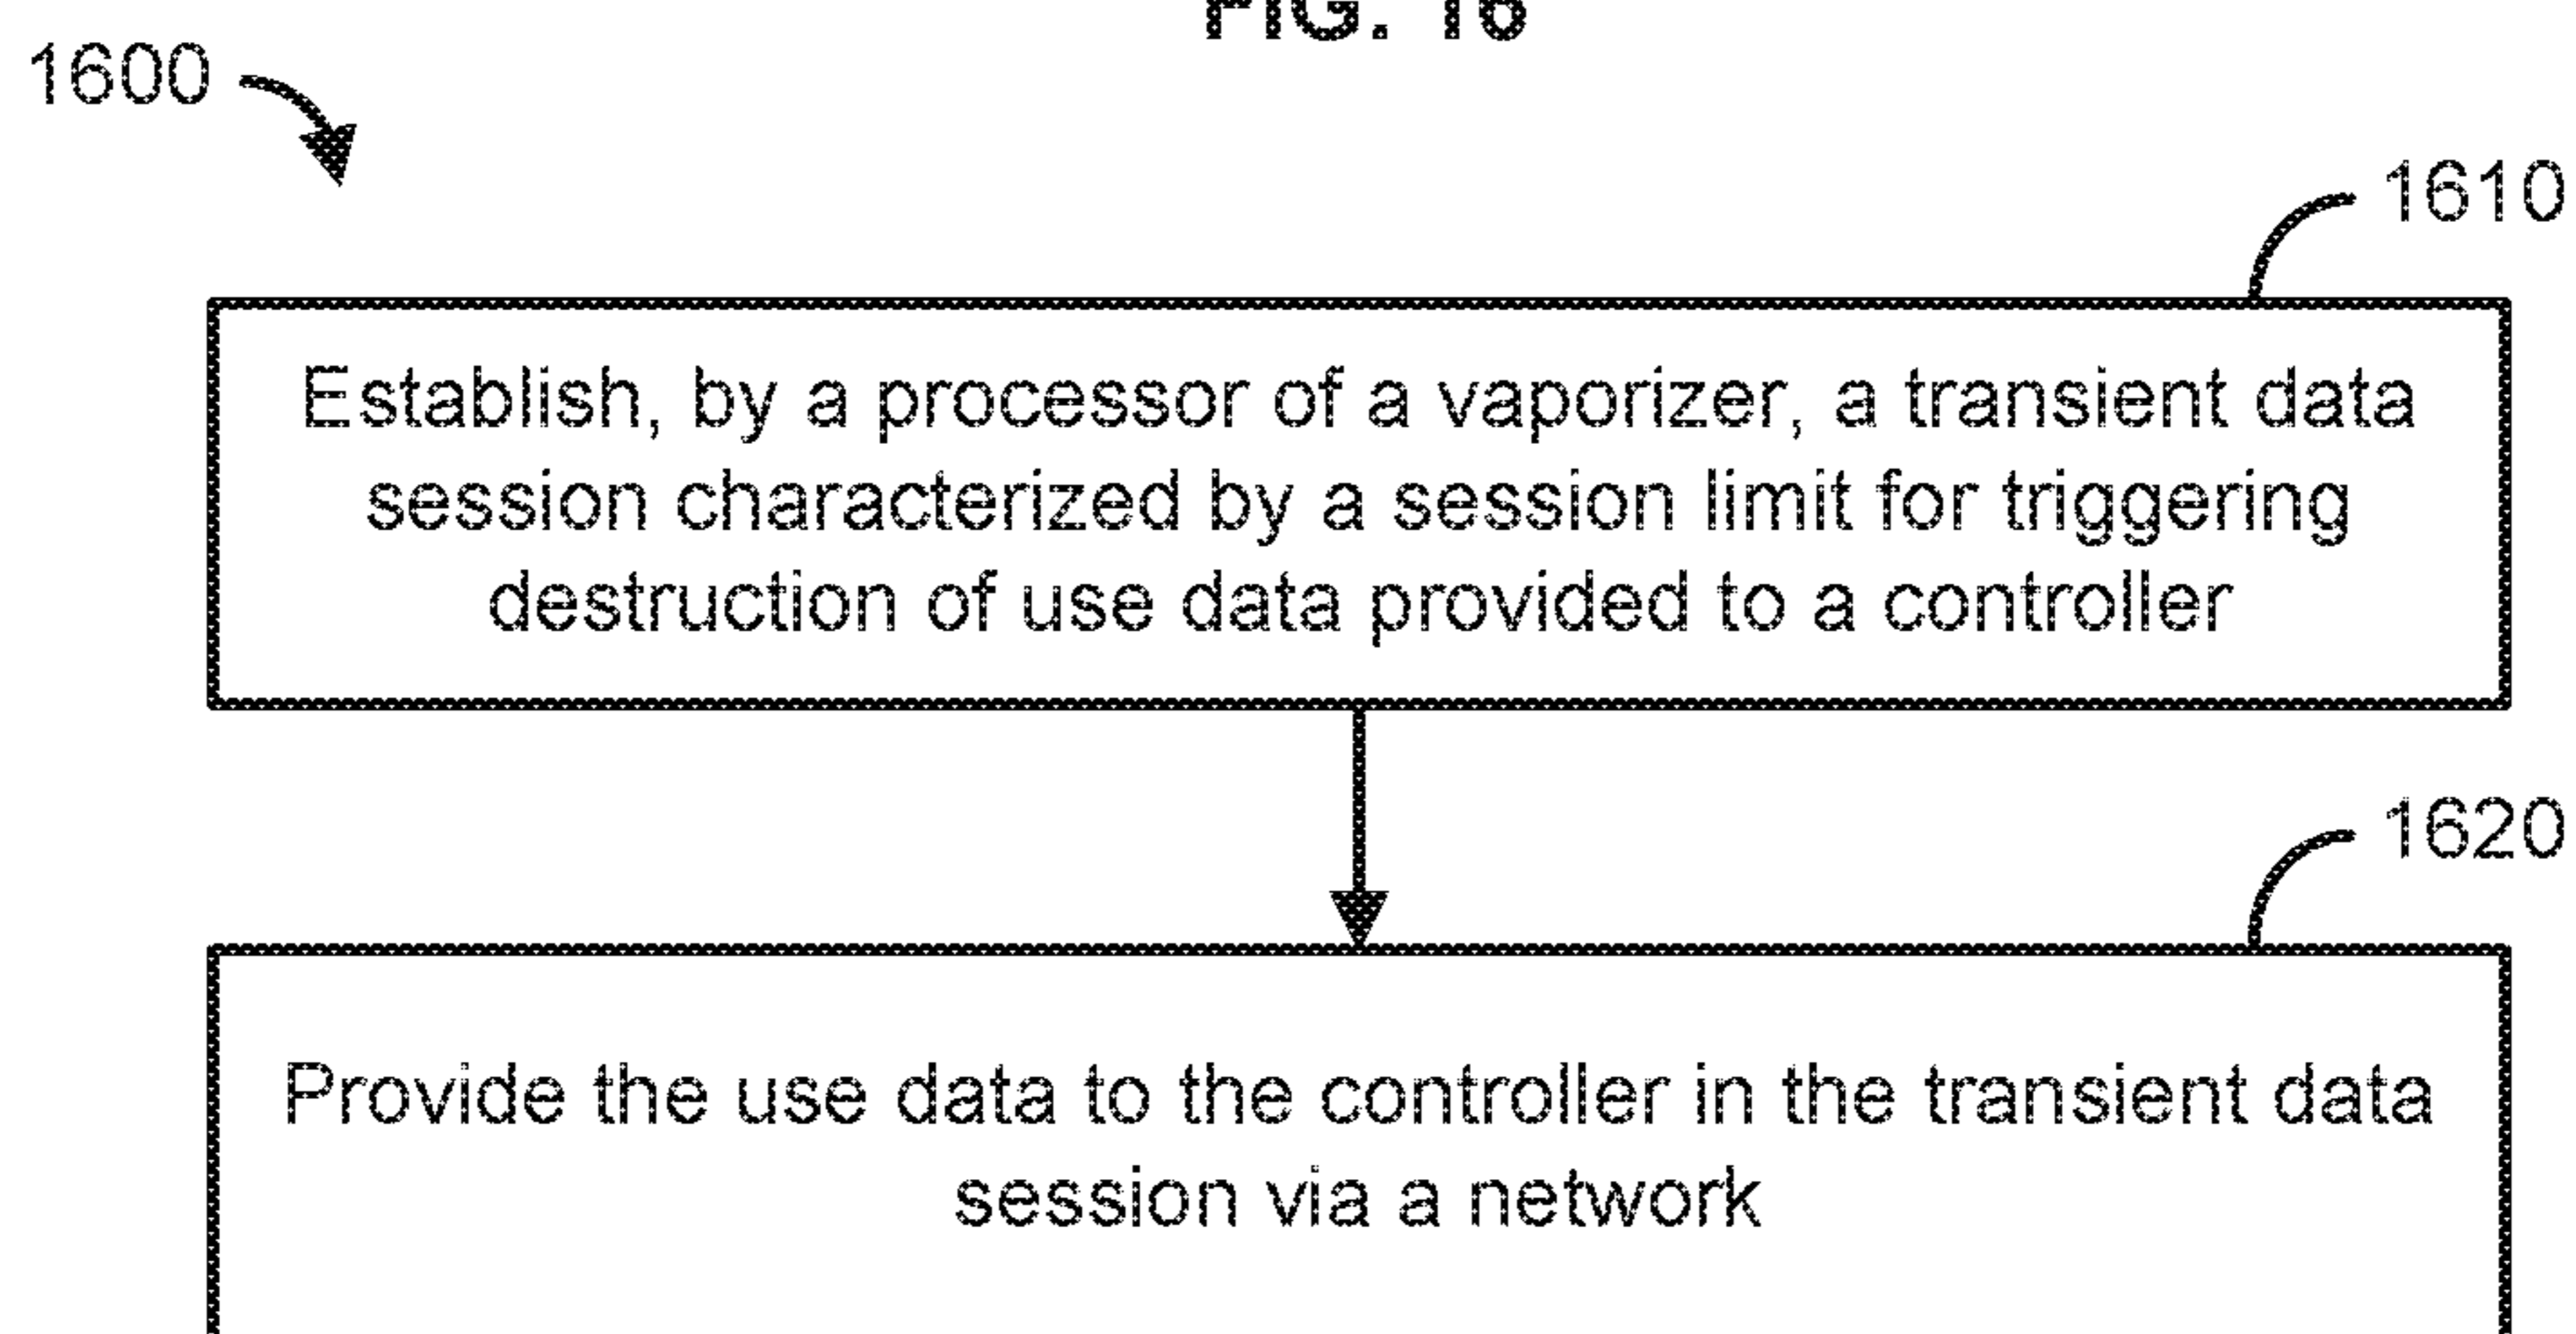 FIG. 16
1600
1610
Establish, by a processor of a vaporizer, a transient data
session characterized by a session limit for triggering
destruction of use data provided to a controller
1620
Provide the use data to the controller in the transient data
session via a network